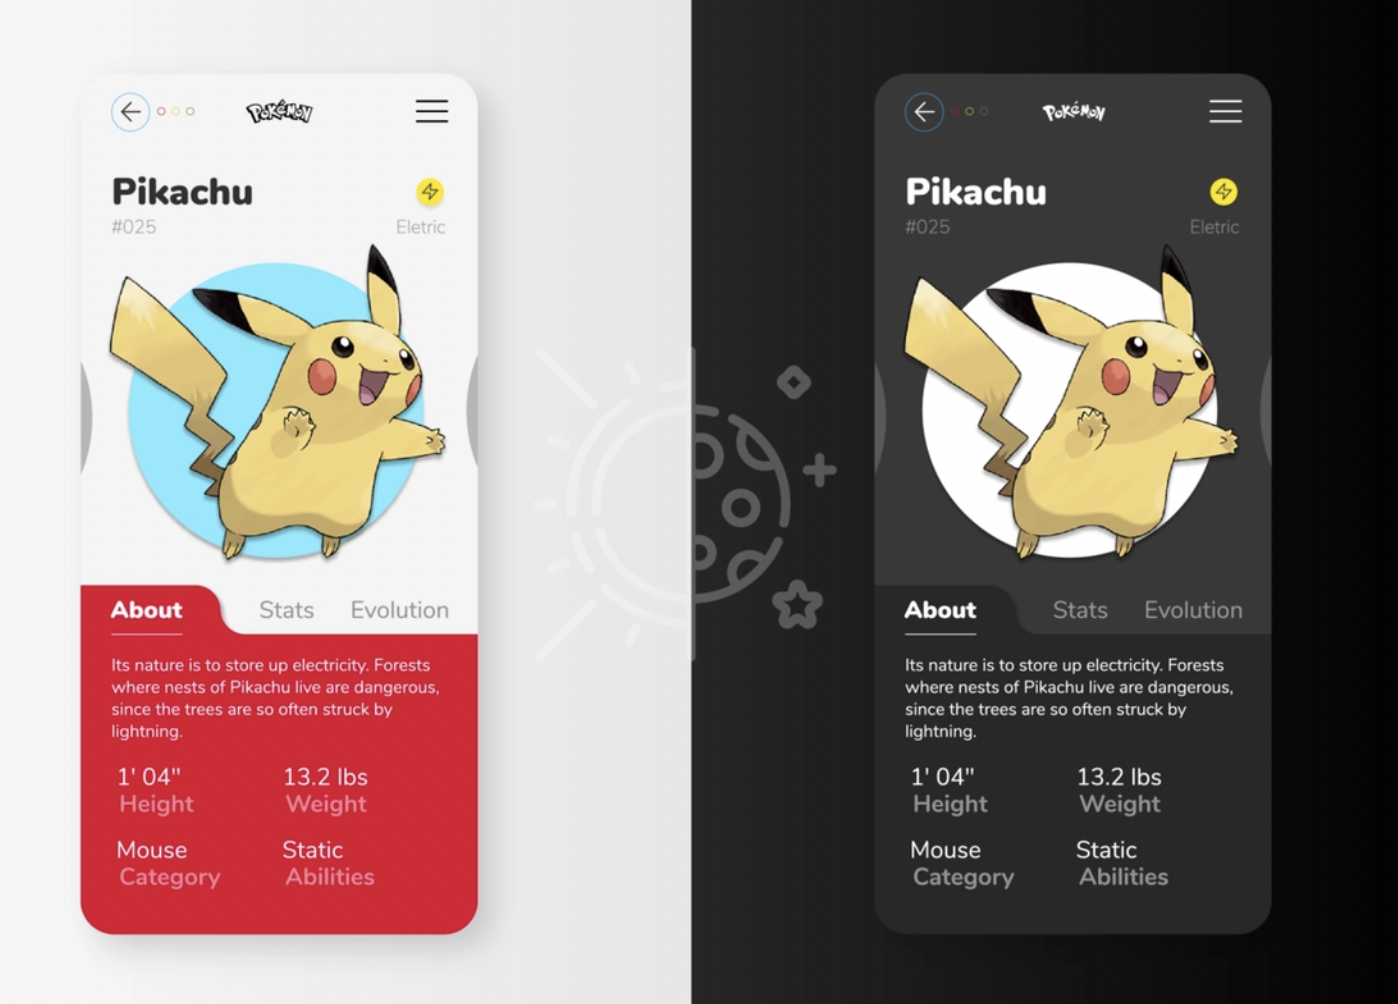 POKéMON
Pikachu
#025
Eletric
About
Stats
Evolution
Its nature is to store up electricity. Forests
where nests of Pikachu live are dangerous,
since the trees are so often struck by
lightning.
1' 04"
13.2 lbs
Height
Weight
Mouse
Static
Category
Abilities
POKéMON
Pikachu
#025
Eletric
About
Stats
Evolution
Its nature is to store up electricity. Forests
where nests of Pikachu live are dangerous,
since the trees are so often struck by
lightning.
1' 04"
13.2 lbs
Height
Weight
Mouse
Static
Category
Abilities